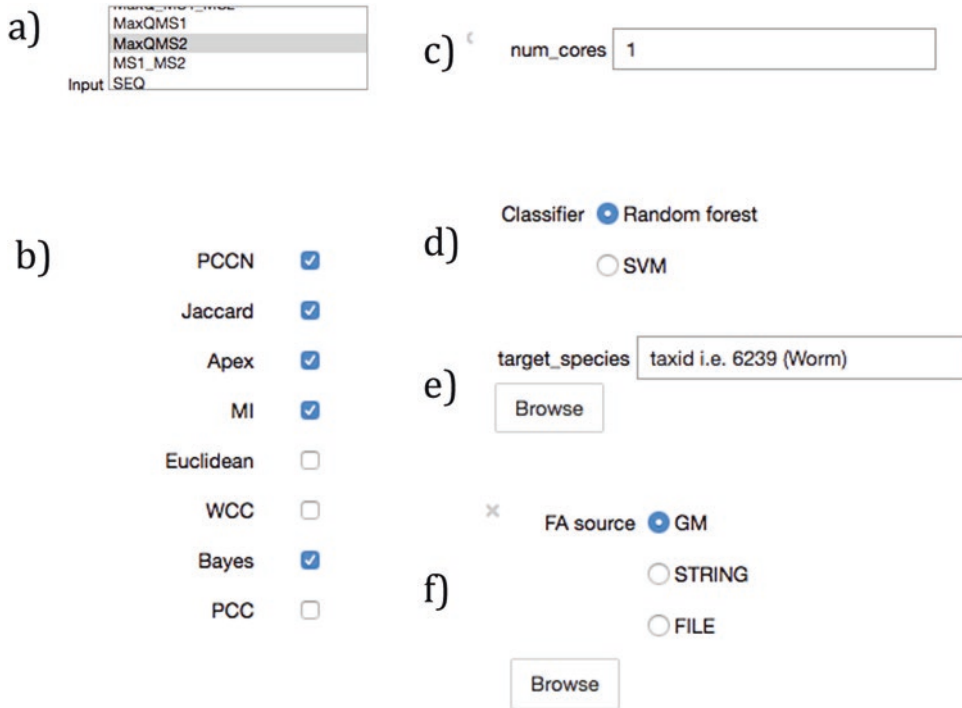 a)
MaxQ_MS1_MS2
MaxQMS1
MaxQMS2
MS1_MS2
Input SEQ
b)
PCCN
Jaccard
Apex
MI
Euclidean
WCC
Bayes
PCC
c)
num_cores 1
d)
Classifier Random forest
SVM
e)
target_species taxid i.e. 6239 (Worm)
Browse
f)
FA source GM
STRING
FILE
Browse